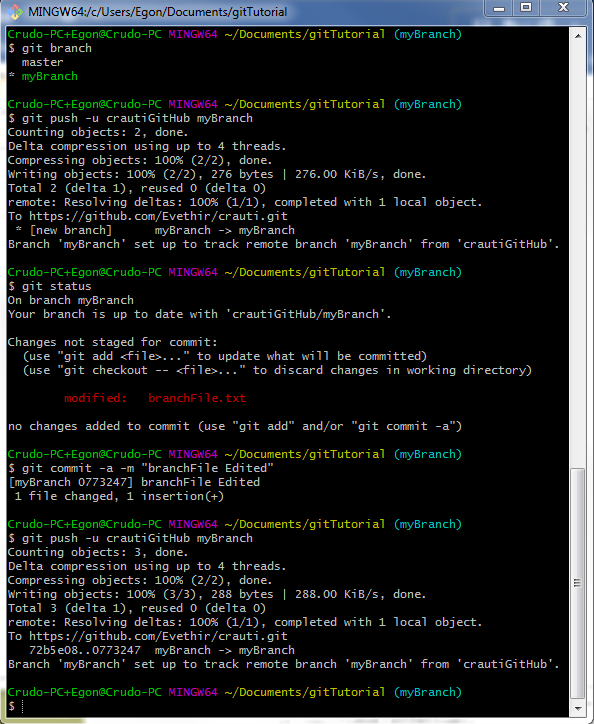 MINGW64:/c/Users/Egon/Documents/gitTutorial
Crudo-PC+Egon@Crudo-PC MINGW64 ~/Documents/gitTutorial (myBranch)
$ git branch
  master
* myBranch

Crudo-PC+Egon@Crudo-PC MINGW64 ~/Documents/gitTutorial (myBranch)
$ git push -u crautiGitHub myBranch
Counting objects: 2, done.
Delta compression using up to 4 threads.
Compressing objects: 100% (2/2), done.
Writing objects: 100% (2/2), 276 bytes | 276.00 KiB/s, done.
Total 2 (delta 1), reused 0 (delta 0)
remote: Resolving deltas: 100% (1/1), completed with 1 local object.
To https://github.com/Evethir/crauti.git
 * [new branch]      myBranch -> myBranch
Branch 'myBranch' set up to track remote branch 'myBranch' from 'crautiGitHub'.

Crudo-PC+Egon@Crudo-PC MINGW64 ~/Documents/gitTutorial (myBranch)
$ git status
On branch myBranch
Your branch is up to date with 'crautiGitHub/myBranch'.

Changes not staged for commit:
  (use "git add <file>..." to update what will be committed)
  (use "git checkout -- <file>..." to discard changes in working directory)

        modified:   branchFile.txt

no changes added to commit (use "git add" and/or "git commit -a")

Crudo-PC+Egon@Crudo-PC MINGW64 ~/Documents/gitTutorial (myBranch)
$ git commit -a -m "branchFile Edited"
[myBranch 0773247] branchFile Edited
 1 file changed, 1 insertion(+)

Crudo-PC+Egon@Crudo-PC MINGW64 ~/Documents/gitTutorial (myBranch)
$ git push -u crautiGitHub myBranch
Counting objects: 3, done.
Delta compression using up to 4 threads.
Compressing objects: 100% (2/2), done.
Writing objects: 100% (3/3), 288 bytes | 288.00 KiB/s, done.
Total 3 (delta 1), reused 0 (delta 0)
remote: Resolving deltas: 100% (1/1), completed with 1 local object.
To https://github.com/Evethir/crauti.git
   72b5e08..0773247  myBranch -> myBranch
Branch 'myBranch' set up to track remote branch 'myBranch' from 'crautiGitHub'.

Crudo-PC+Egon@Crudo-PC MINGW64 ~/Documents/gitTutorial (myBranch)
$